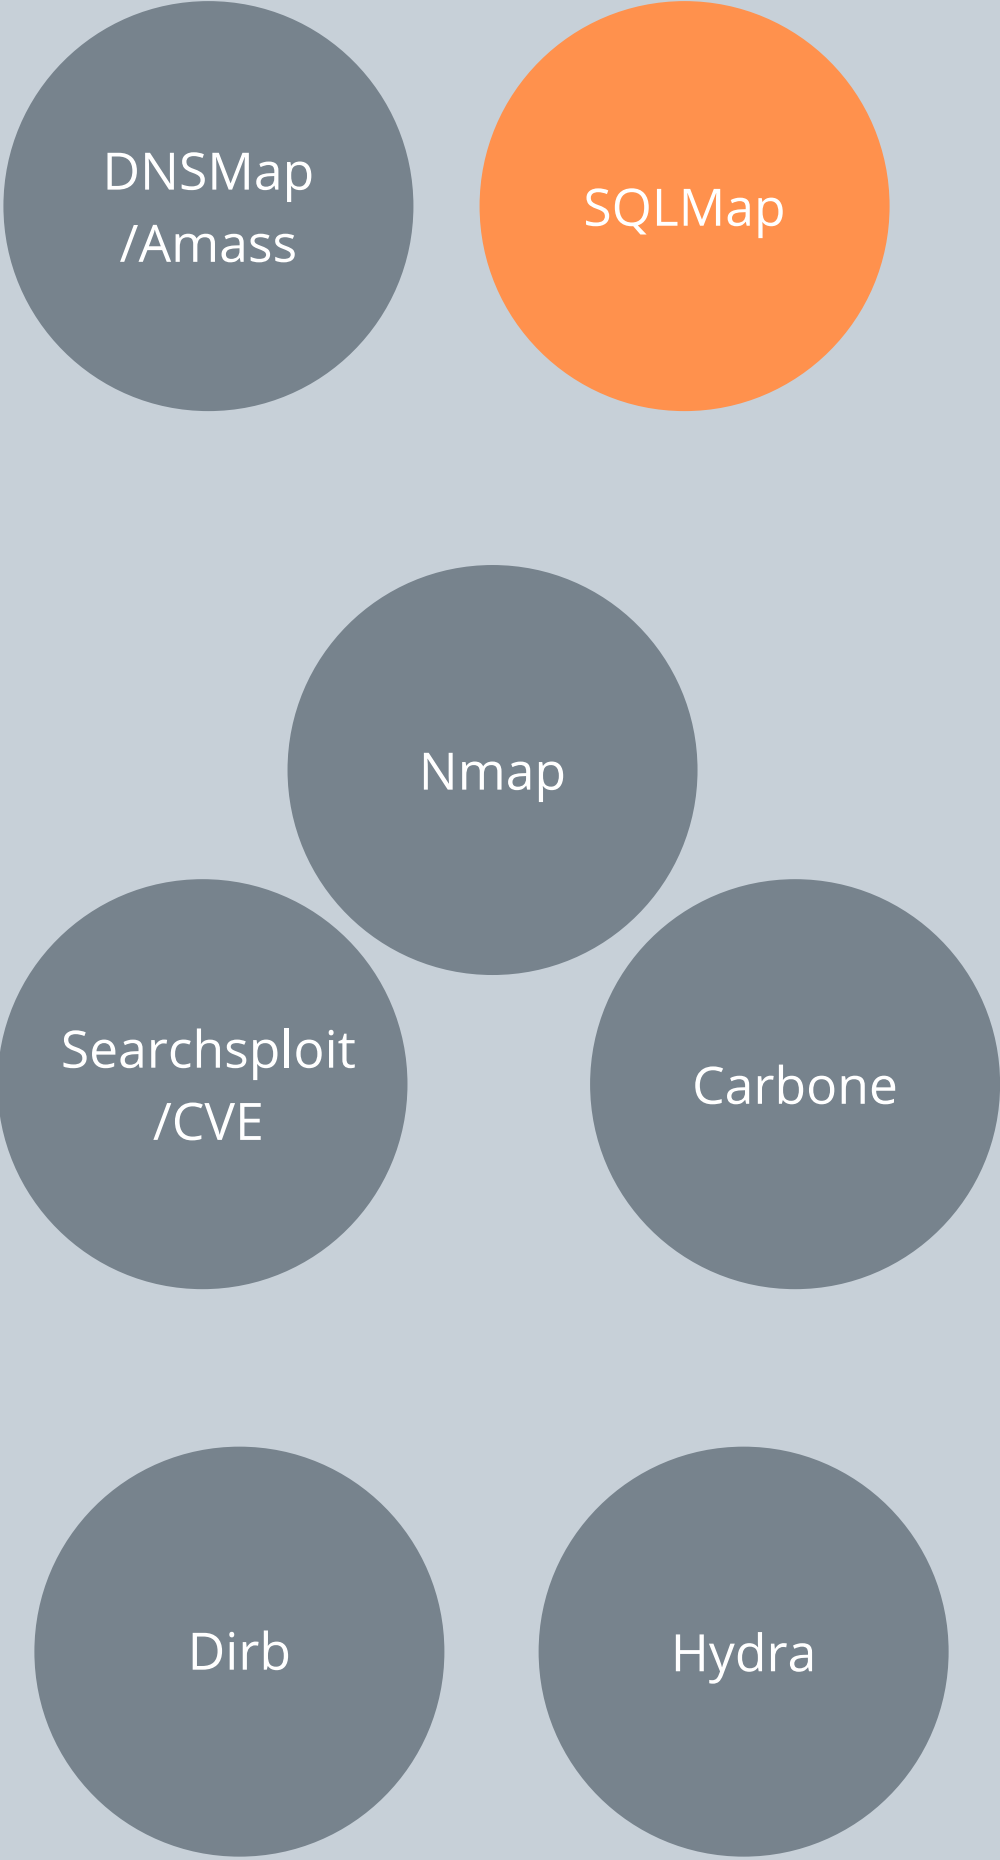 DNSMap
/Amass
SQLMap
Nmap
Searchsploit
/CVE
Carbone
Dirb
Hydra